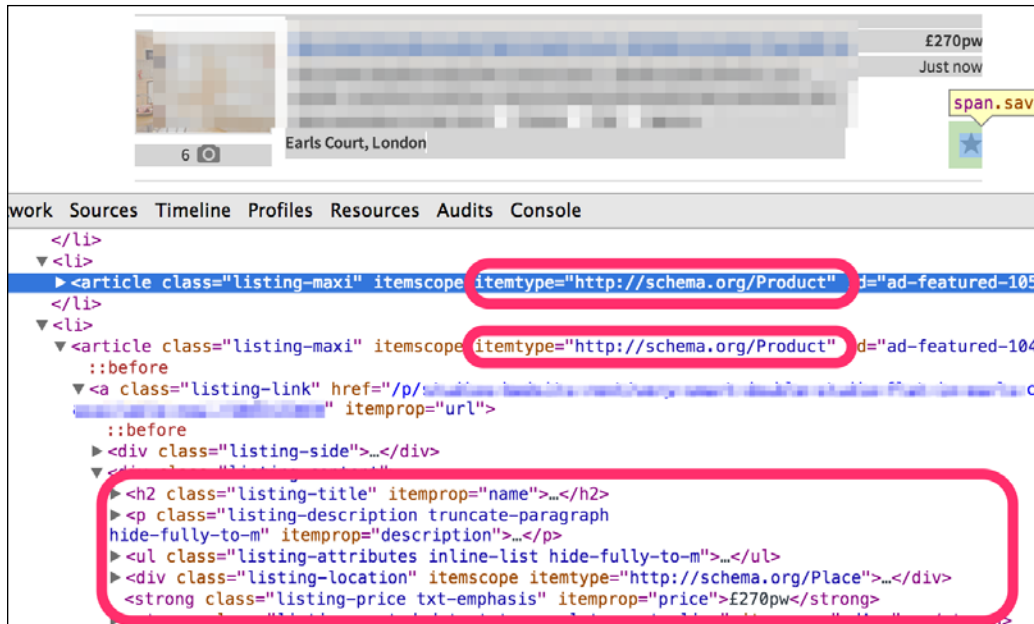 £270pw
Just now
span.sav
Earls Court, London
6
twork Sources Timeline Profiles Resources Audits Console
</li>
▼<li>
▶<article class="listing-maxi" itemscope itemtype="http://schema.org/Product" d="ad-featured-105
</li>
▼<li>
▼<article class="listing-maxi" itemscope itemtype="http://schema.org/Product" d="ad-featured-104
::before
▼<a class="listing-link" href="/p/
" itemprop="url">
::before
▶<div class="listing-side">…</div>
▼<div class="listing-content"
▶<h2 class="listing-title" itemprop="name">…</h2>
▶<p class="listing-description truncate-paragraph
hide-fully-to-m" itemprop="description">…</p>
▶<ul class="listing-attributes inline-list hide-fully-to-m">…</ul>
▶<div class="listing-location" itemscope itemtype="http://schema.org/Place">…</div>
<strong class="listing-price txt-emphasis" itemprop="price">£270pw</strong>